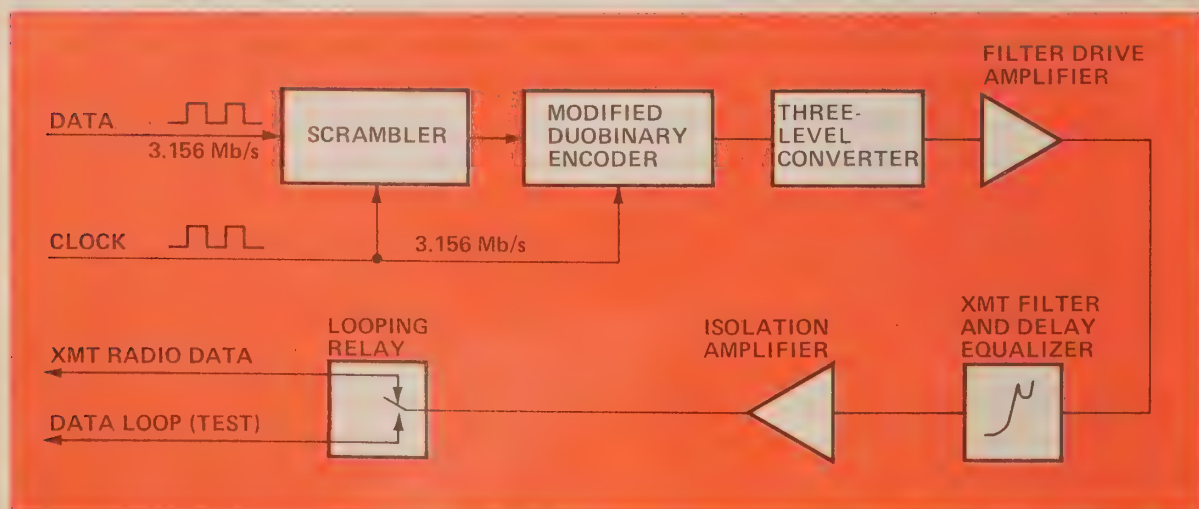 FILTER DRIVE
AMPLIFIER
DATA
3.156 Mb/s
SCRAMBLER
MODIFIED
DUOBINARY
ENCODER
THREE-
LEVEL
CONVERTER
CLOCK
3.156 Mb/s
LOOPING
RELAY
ISOLATION
AMPLIFIER
XMT FILTER
AND DELAY
EQUALIZER
XMT RADIO DATA
DATA LOOP (TEST)